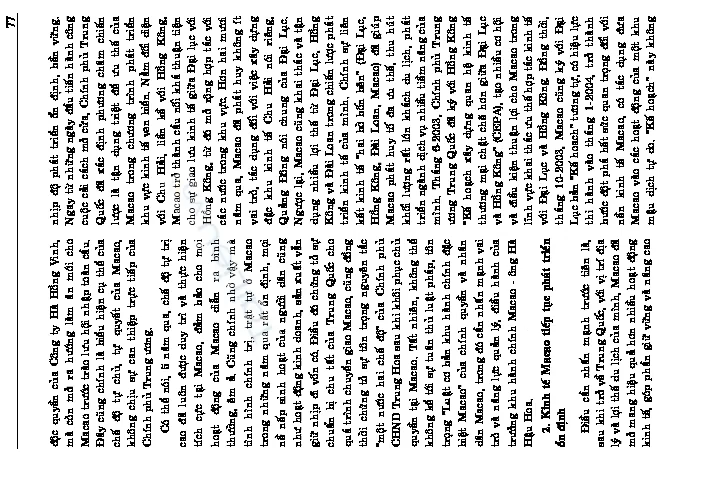 77
độc quyền của Công ty Hà Hồng Vinh,
mà còn mở ra hướng làm ăn mới cho
Macao trước trào lưu hội nhập toàn cầu.
Đây cũng chính là biểu hiện cụ thể của
chế độ tự chủ, tự quyết của Macao,
không chịu sự can thiệp trực tiếp của
Chính phủ Trung ương.
Có thể nói, 5 năm qua, chế độ tự trị
cao đã luôn được duy trì và thực hiện
tích cực tại Macao, đảm bảo cho mọi
hoạt động của Macao diễn ra bình
thường, êm ả. Cũng chính nhờ vậy mà
tình hình chính trị, trật tự ở Macao
trong những năm qua rất ổn định, mọi
nề nếp sinh hoạt của người dân cũng
như hoạt động kinh doanh, sản xuất vẫn
giữ nhịp đi vốn có. Điều đó chứng tỏ sự
chuẩn bị chu tất của Trung Quốc cho
quá trình chuyển giao Macao, cũng đồng
thời chứng tỏ sự tôn trọng nguyên tắc
"một nước hai chế độ" của Chính phủ
CHND Trung Hoa sau khi khôi phục chủ
quyền tại Macao. Tất nhiên, không thể
không kể tới sự tuân thủ luật pháp, tôn
trọng "Luật cơ bản khu hành chính đặc
biệt Macao" của chính quyền và nhân
dân Macao, trong đó cần nhấn mạnh vai
trò và năng lực quản lý, điều hành của
trưởng khu hành chính Macao - ông Hà
Hậu Hoa.
2. Kinh tế Macao tiếp tục phát triển
ổn định
Điều cần nhấn mạnh trước tiên là,
sau khi trở về Trung Quốc, với vị trí địa
lý và lợi thế du lịch của mình, Macao đã
mở mang hiệu quả hơn nhiều hoạt động
kinh tế, góp phần giữ vững và nâng cao
nhịp độ phát triển ổn định, bền vững.
Ngay từ những ngày đầu tiến hành công
cuộc cải cách mở cửa, Chính phủ Trung
Quốc đã xác định phương châm chiến
lược là tận dụng triệt để ưu thế của
Macao trong chương trình phát triển
khu vực kinh tế ven biển. Nằm đối diện
với Chu Hải, liền kề với Hồng Kông,
Macao trở thành cầu nối khá thuận tiện
cho sự giao lưu kinh tế giữa Đại lục với
Hồng Kông, từ đó mở rộng hợp tác với
các nước trong khu vực. Hơn hai mươi
năm qua, Macao đã phát huy không ít
vai trò, tác dụng đối với việc xây dựng
đặc khu kinh tế Chu Hải nói riêng,
Quảng Đông nói chung của Đại Lục.
Ngược lại, Macao cũng khai thác và tận
dụng nhiều lợi thế từ Đại Lục, Hồng
Kông và Đài Loan trong chiến lược phát
triển kinh tế của mình. Chính sự liên
kết kinh tế "hai bờ bốn bên" (Đại Lục,
Hồng Kông, Đài Loan, Macao) đã giúp
Macao phát huy tối đa ưu thế, thu hút
khối lượng rất lớn khách du lịch, phát
triển ngành dịch vụ nhiều tiềm năng của
mình. Tháng 6-2003, Chính phủ Trung
ương Trung Quốc đã ký với Hồng Kông
"Kế hoạch xây dựng quan hệ kinh tế
thương mại chặt chẽ hơn giữa Đại Lục
và Hồng Kông" (CEPA), tạo nhiều cơ hội
và điều kiện thuận lợi cho Macao trong
lĩnh vực khai thác ưu thế hợp tác kinh tế
với Đại Lục và Hồng Kông. Đồng thời,
tháng 10-2003, Macao cũng ký với Đại
Lục bản "Kế hoạch" tương tự, có hiệu lực
thi hành vào tháng 1-2004, trở thành
bước đột phá hết sức quan trọng đối với
nền kinh tế Macao, có tác dụng đưa
Macao vào các hoạt động của một khu
mậu dịch tự do. "Kế hoạch" này không